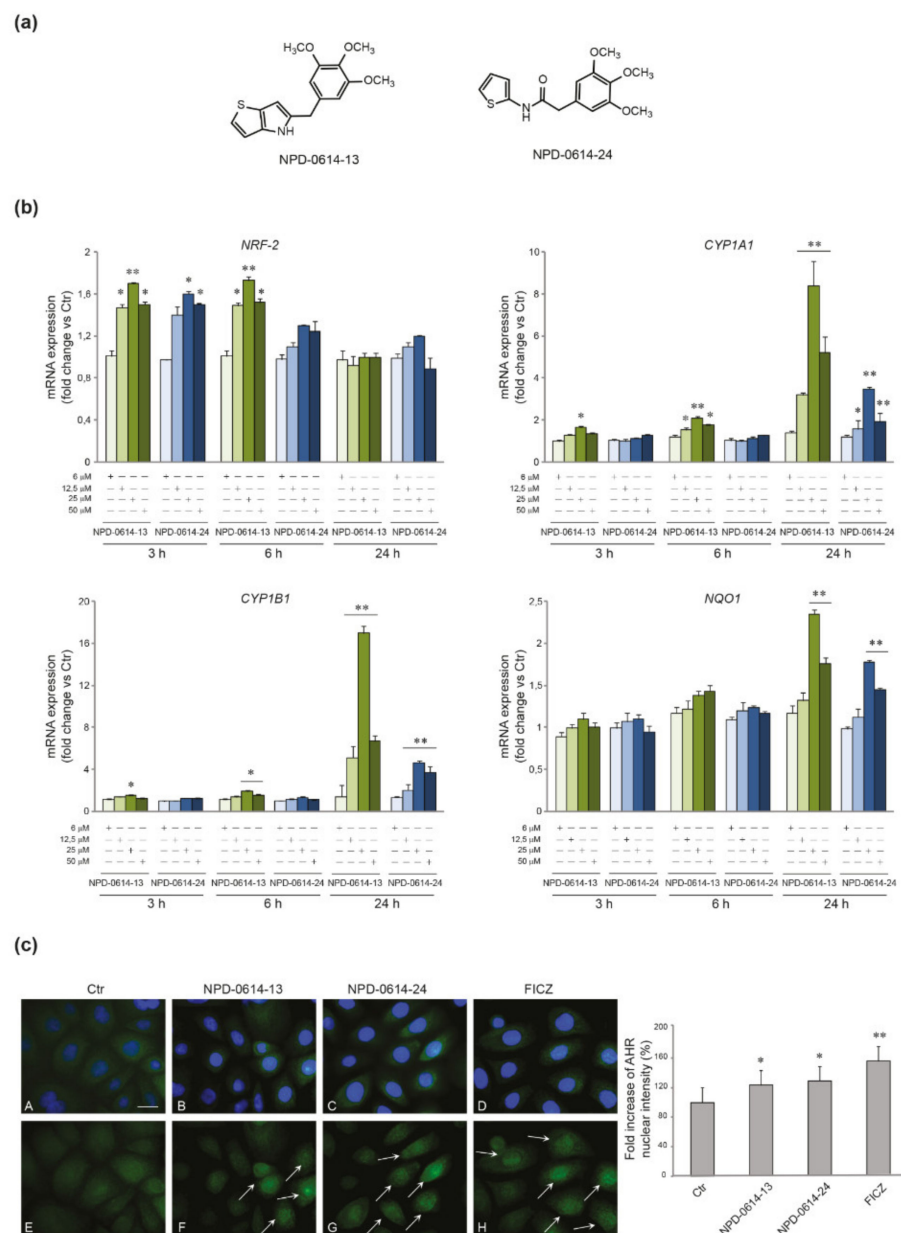 (a)
H₃CO
OCH₃
OCH₃
S
NH
NPD-0614-13
S
N
H
O
OCH₃
OCH₃
OCH₃
NPD-0614-24
(b)
NRF-2
mRNA expression
(fold change vs Ctr)
2
1,6
1,2
0,8
0,4
0
* ** * * * * ** *
6 µM + − − −
12,5 µM − + − −
25 µM − − + −
50 µM − − − +
NPD-0614-13 NPD-0614-24 NPD-0614-13 NPD-0614-24 NPD-0614-13 NPD-0614-24
3 h 6 h 24 h
CYP1A1
mRNA expression
(fold change vs Ctr)
10
8
6
4
2
0
* * ** * ** * ** **
6 µM + − − −
12,5 µM − + − −
25 µM − − + −
50 µM − − − +
NPD-0614-13 NPD-0614-24 NPD-0614-13 NPD-0614-24 NPD-0614-13 NPD-0614-24
3 h 6 h 24 h
CYP1B1
mRNA expression
(fold change vs Ctr)
20
16
12
8
4
0
* * ** **
6 µM + − − −
12,5 µM − + − −
25 µM − − + −
50 µM − − − +
NPD-0614-13 NPD-0614-24 NPD-0614-13 NPD-0614-24 NPD-0614-13 NPD-0614-24
3 h 6 h 24 h
NQO1
mRNA expression
(fold change vs Ctr)
2,5
2
1,5
1
0,5
0
** **
6 µM + − − −
12,5 µM − + − −
25 µM − − + −
50 µM − − − +
NPD-0614-13 NPD-0614-24 NPD-0614-13 NPD-0614-24 NPD-0614-13 NPD-0614-24
3 h 6 h 24 h
(c)
Ctr NPD-0614-13 NPD-0614-24 FICZ
A B C D
E F G H
Fold increase of AHR
nuclear intensity (%)
200
160
120
80
40
0
* * **
Ctr
NPD-0614-13
NPD-0614-24
FICZ